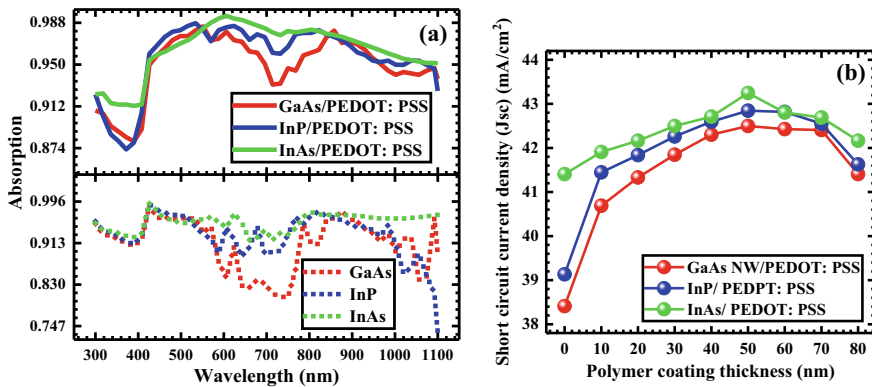 (a)
0.988
0.950
0.912
0.874
GaAs/PEDOT: PSS
InP/PEDOT: PSS
InAs/PEDOT: PSS
Absorption
0.996
0.913
0.830
0.747
GaAs
InP
InAs
300 400 500 600 700 800 900 1000 1100
Wavelength (nm)
(b)
Short circuit current density (Jsc) (mA/cm²)
44
43
42
41
40
39
38
GaAs NW/PEDOT: PSS
InP/ PEDPT: PSS
InAs/ PEDOT: PSS
0 10 20 30 40 50 60 70 80
Polymer coating thickness (nm)